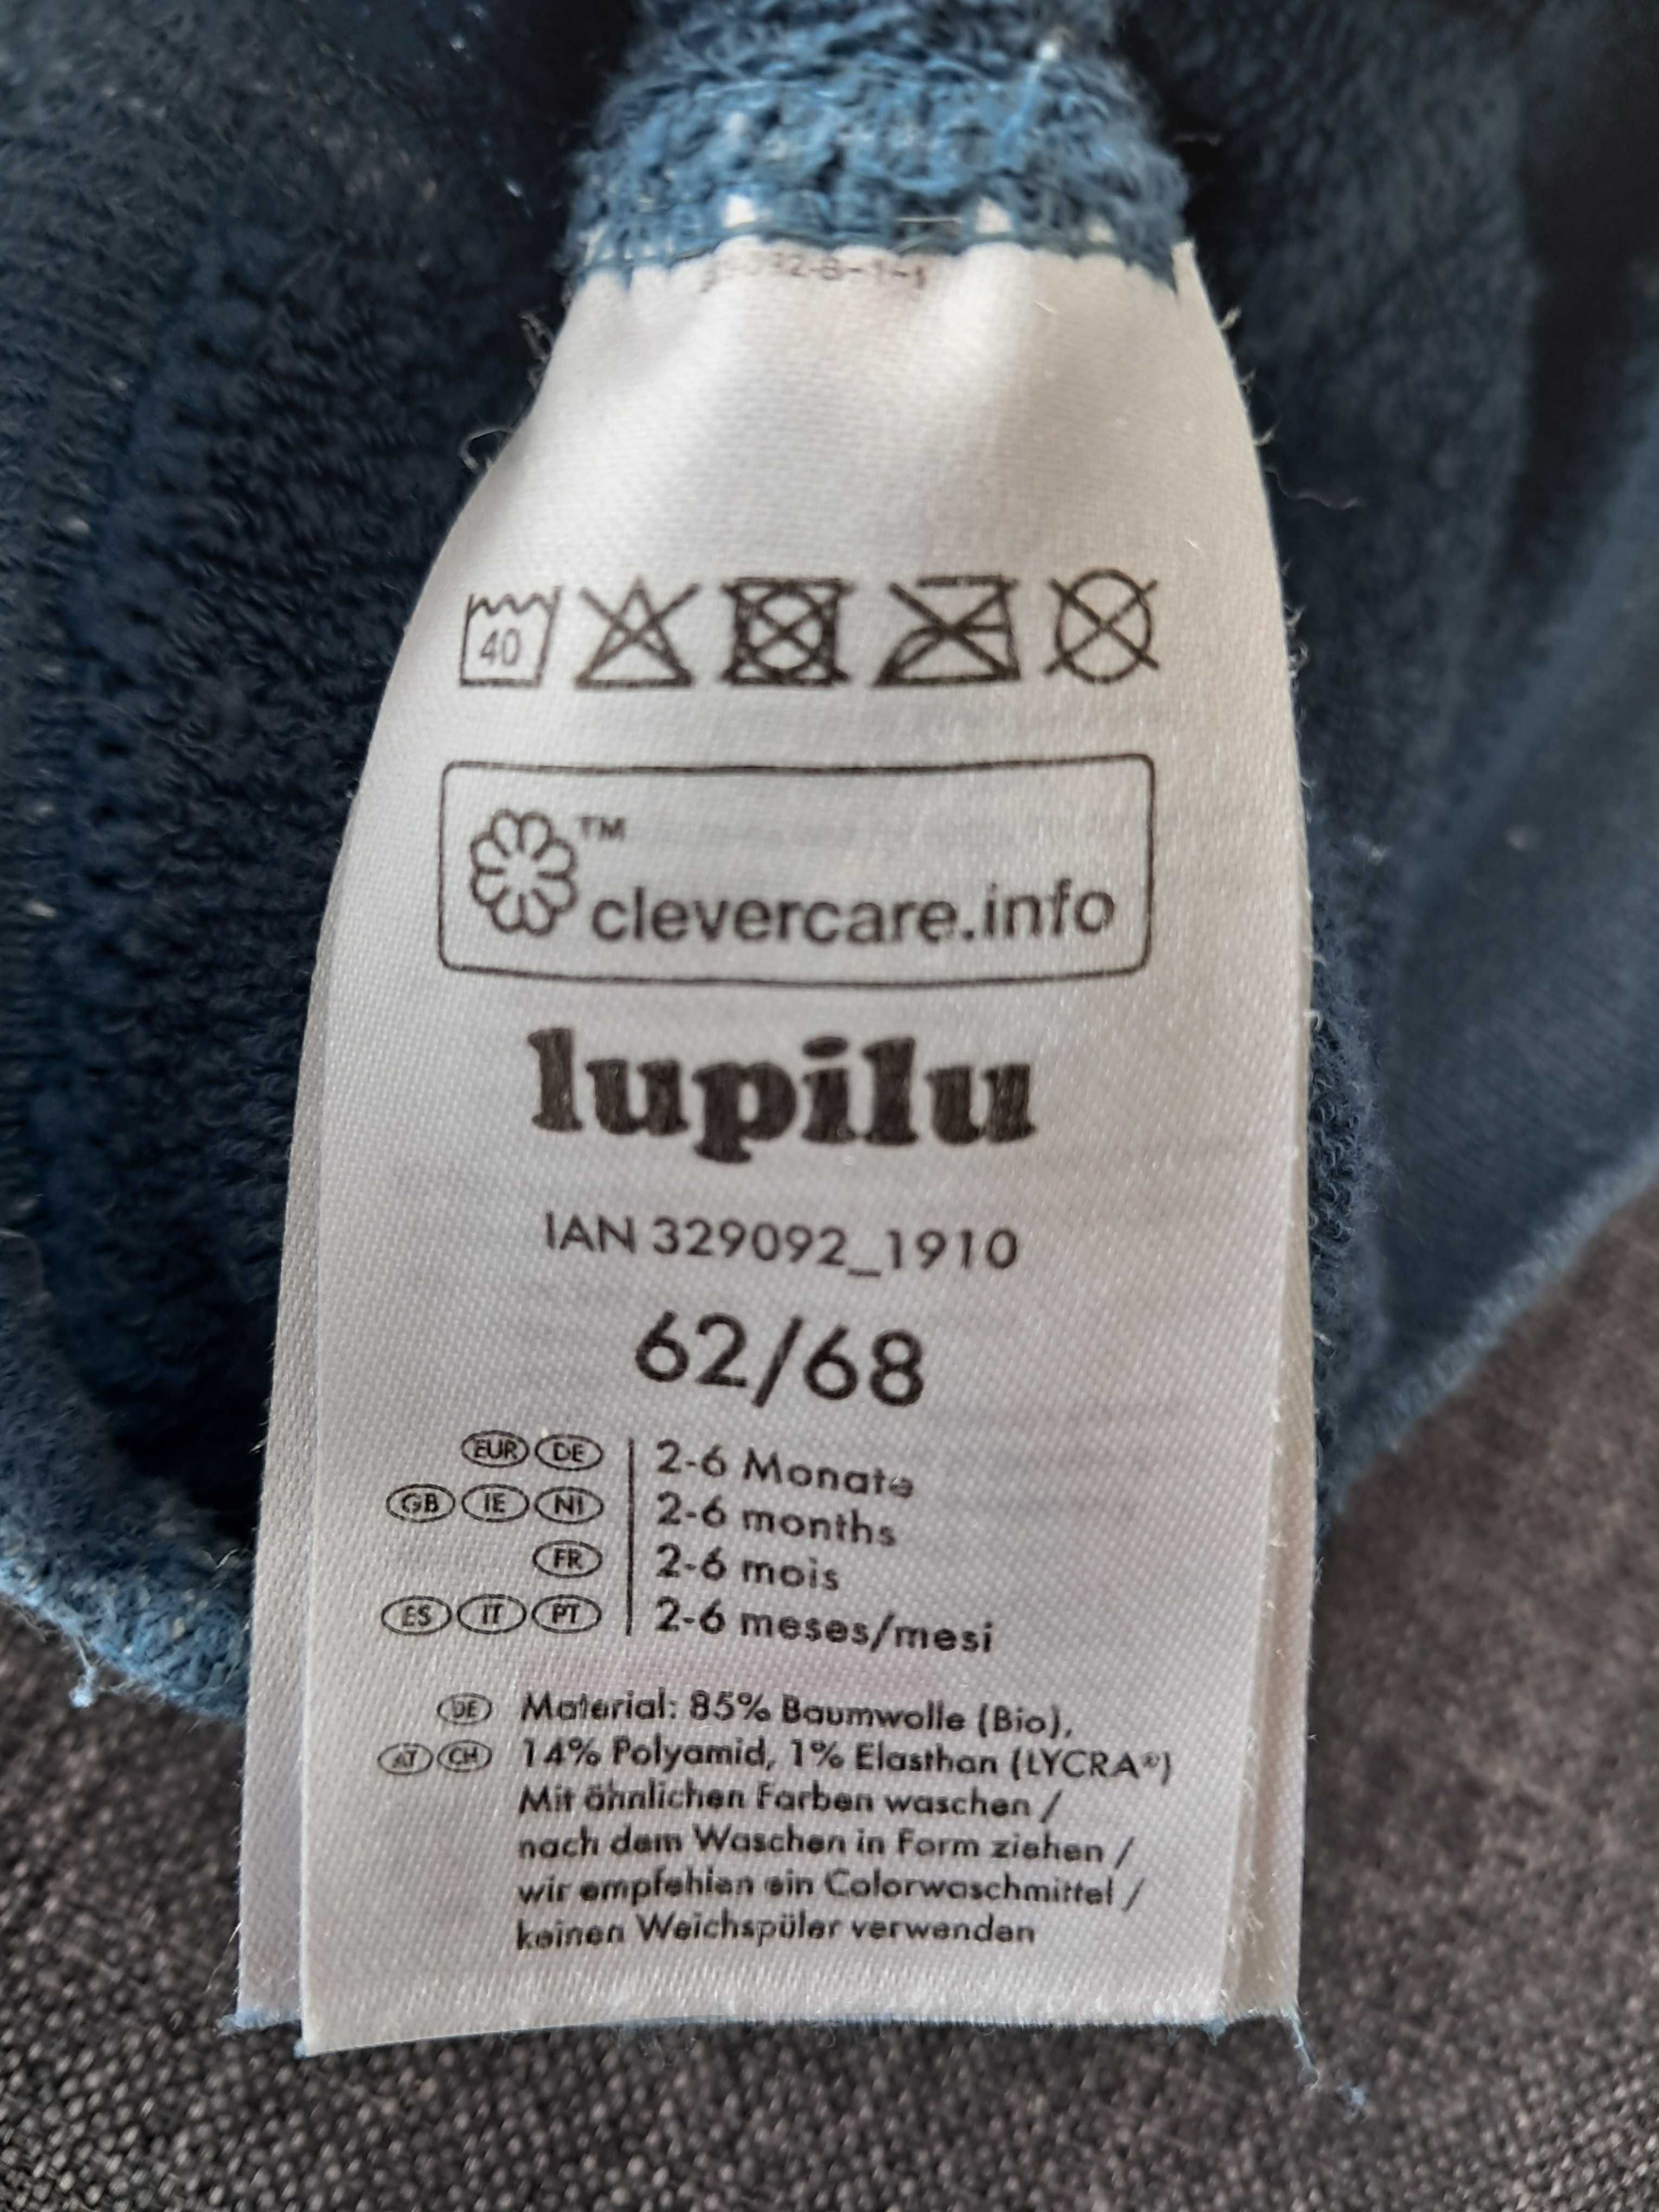 40
™
clevercare.info
lupilu
IAN 329092_1910
62/68
EUR DE 2-6 Monate
GB IE NI 2-6 months
FR 2-6 mois
ES IT PT 2-6 meses/mesi
DE Material: 85% Baumwolle (Bio),
AT CH 14% Polyamid, 1% Elasthan (LYCRA®)
Mit ähnlichen Farben waschen /
nach dem Waschen in Form ziehen /
wir empfehlen ein Colorwaschmittel /
keinen Weichspüler verwenden